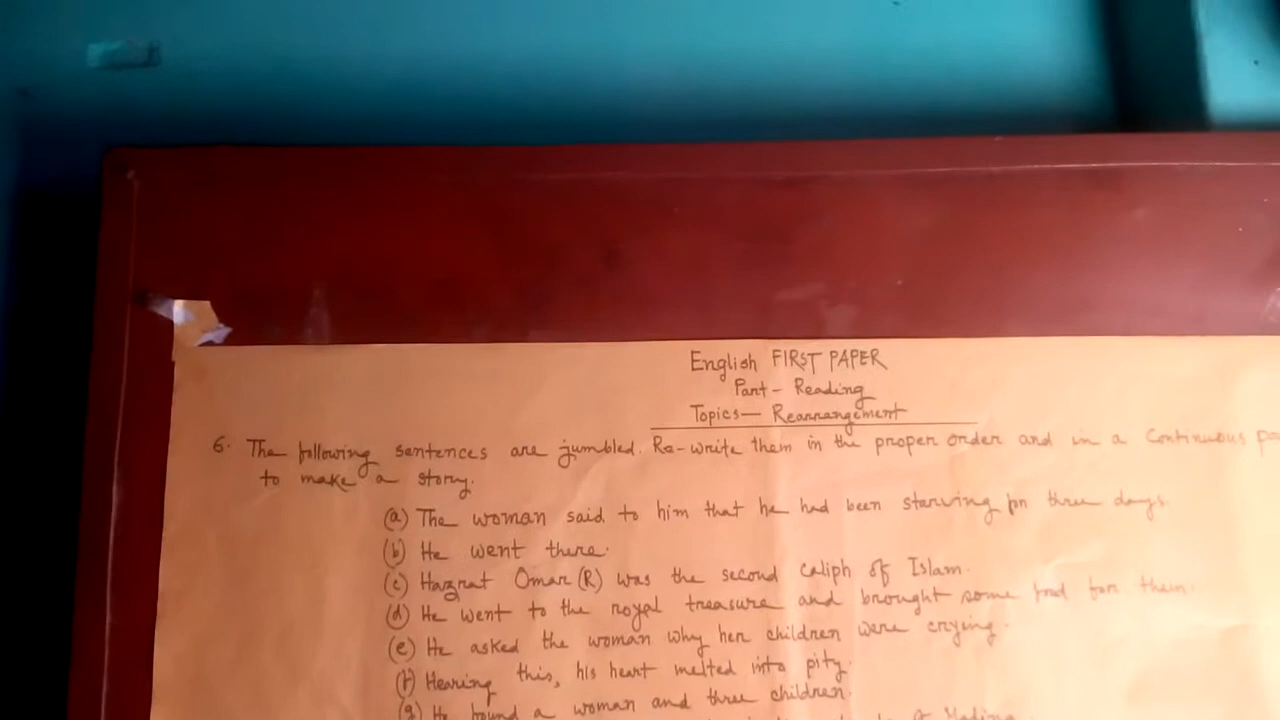 English FIRST PAPER
Part - Reading
Topics - Rearrangement
6. The following sentences are jumbled. Re-write them in the proper order and in a continuous
to make a story.
(a) The woman said to him that he had been starving for three days.
(b) He went there.
(c) Hazrat Omar (R) was the second caliph of Islam.
(d) He went to the royal treasure and brought some food for them.
(e) He asked the woman why her children were crying.
(f) Hearing this, his heart melted into pity.
(g) He found a woman and three children.